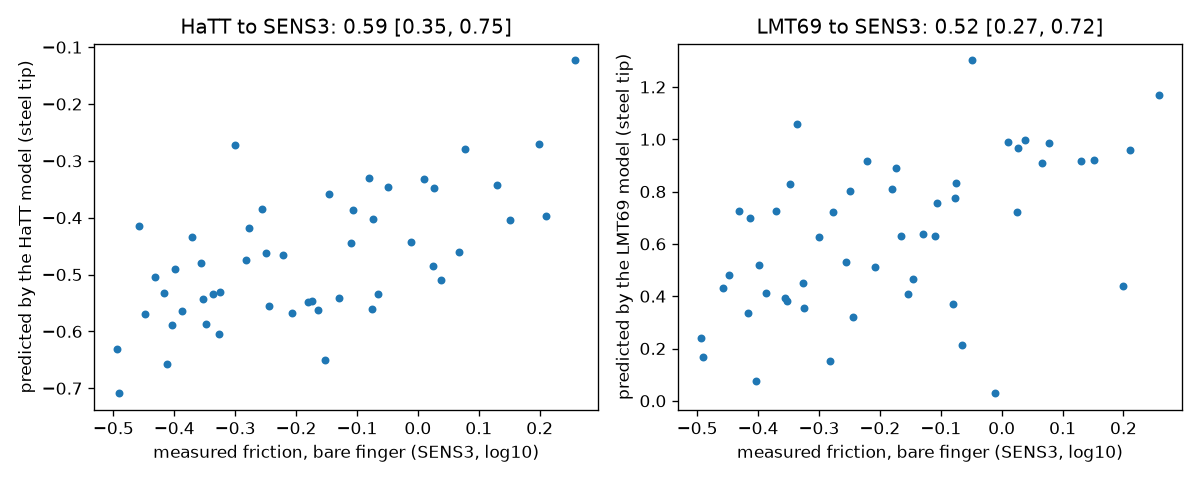 HaTT to SENS3: 0.59 [0.35, 0.75]
predicted by the HaTT model (steel tip)
−0.1
−0.2
−0.3
−0.4
−0.5
−0.6
−0.7
−0.5 −0.4 −0.3 −0.2 −0.1 0.0 0.1 0.2
measured friction, bare finger (SENS3, log10)
LMT69 to SENS3: 0.52 [0.27, 0.72]
predicted by the LMT69 model (steel tip)
1.2
1.0
0.8
0.6
0.4
0.2
0.0
−0.5 −0.4 −0.3 −0.2 −0.1 0.0 0.1 0.2
measured friction, bare finger (SENS3, log10)